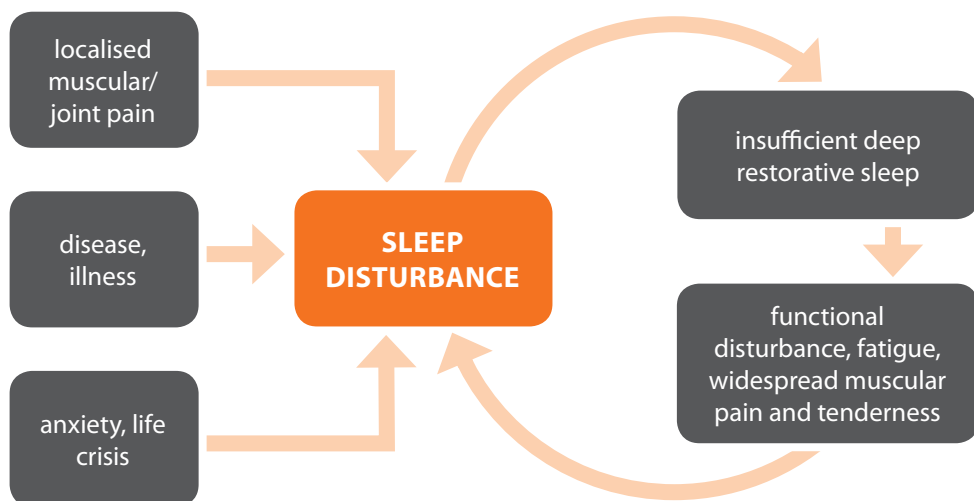 localised
muscular/
joint pain
disease,
illness
anxiety, life
crisis
SLEEP
DISTURBANCE
insufficient deep
restorative sleep
functional
disturbance, fatigue,
widespread muscular
pain and tenderness